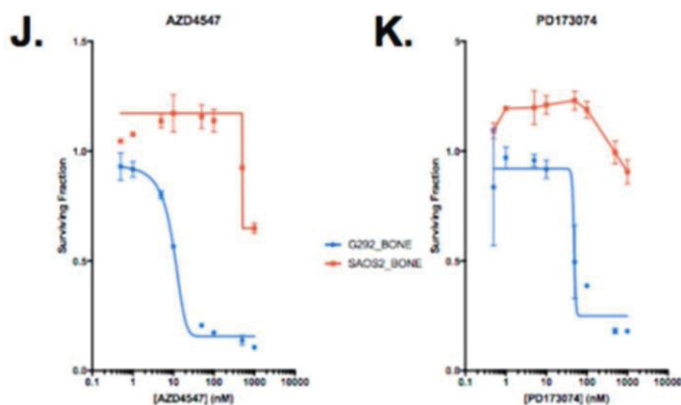 J.
AZD4547
Surviving Fraction
1.5
1.0
0.5
0.0
0.1
1
10
100
1000
10000
[AZD4547] (nM)
G292_BONE
SAOS2_BONE
K.
PD173074
Surviving Fraction
5
1.0
0.5
0.0
0.1
1
10
100
1000
10000
[PD173074] (nM)